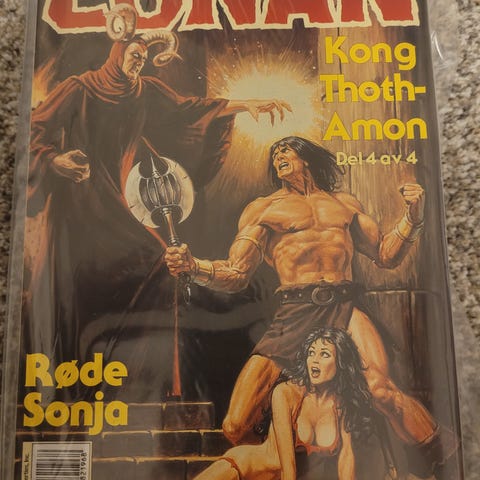 CONAN
Kong
Thoth-
Amon
Del 4 av 4
Røde
Sonja